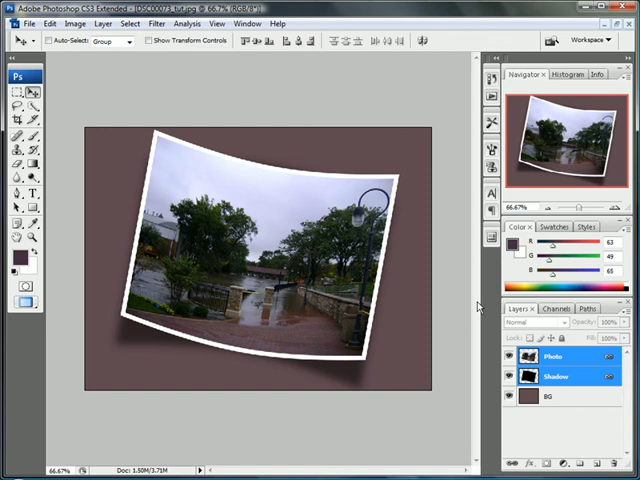 Adobe Photoshop CS3 Extended - [DSC00073_tut.jpg @ 66.7% (RGB/8*)]
File Edit Image Layer Select Filter Analysis View Window Help
Auto-Select: Group Show Transform Controls Workspace
Ps
Navigator Histogram Info
66.67%
Color Swatches Styles
R 63
G 49
B 65
Layers Channels Paths
Normal Opacity: 100%
Lock: Fill: 100%
Photo
Shadow
BG
66.67% Doc: 1.50M/3.71M